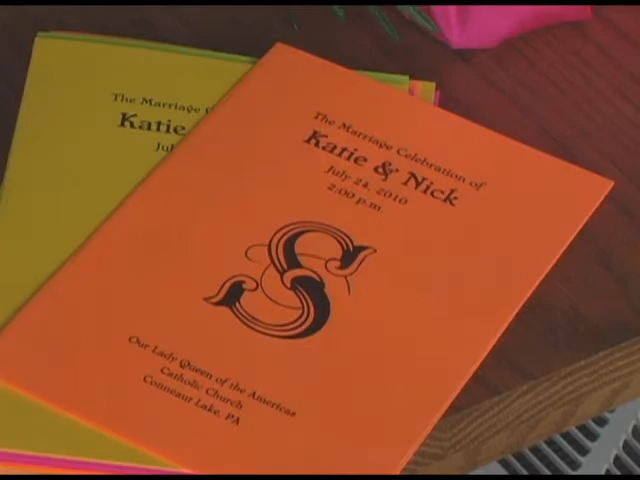 The Marriage Celebration of
Katie & Nick
July 24, 2010
2:00 p.m.
S
Our Lady Queen of the Americas
Catholic Church
Conneaut Lake, PA
The Marriage
Katie